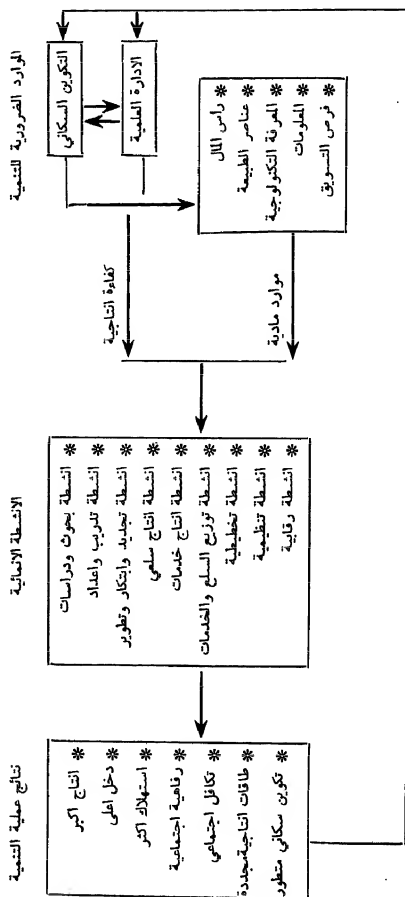 الموارد الضرورية للتنمية
التكوين السكاني
الادارة العلمية
* رأس المال
* عناصر الطبيعة
* المعرفة التكنولوجية
* المعلومات
* فرص التسويق
كفاءة انتاجية
موارد مادية
الانشطة الانمائية
* انشطة بحوث ودراسات
* انشطة تدريب واعداد
* انشطة تجديد وابتكار وتطوير
* انشطة انتاج سلعي
* انشطة انتاج خدمات
* انشطة توزيع السلع والخدمات
* انشطة تخطيطية
* انشطة تنظيمية
* انشطة رقابية
نتائج عملية التنمية
* انتاج اكبر
* دخل اعلى
* استهلاك اكثر
* رفاهية اجتماعية
* تكافل اجتماعي
* طاقات انتاجية مجددة
* تكوين سكاني متطور